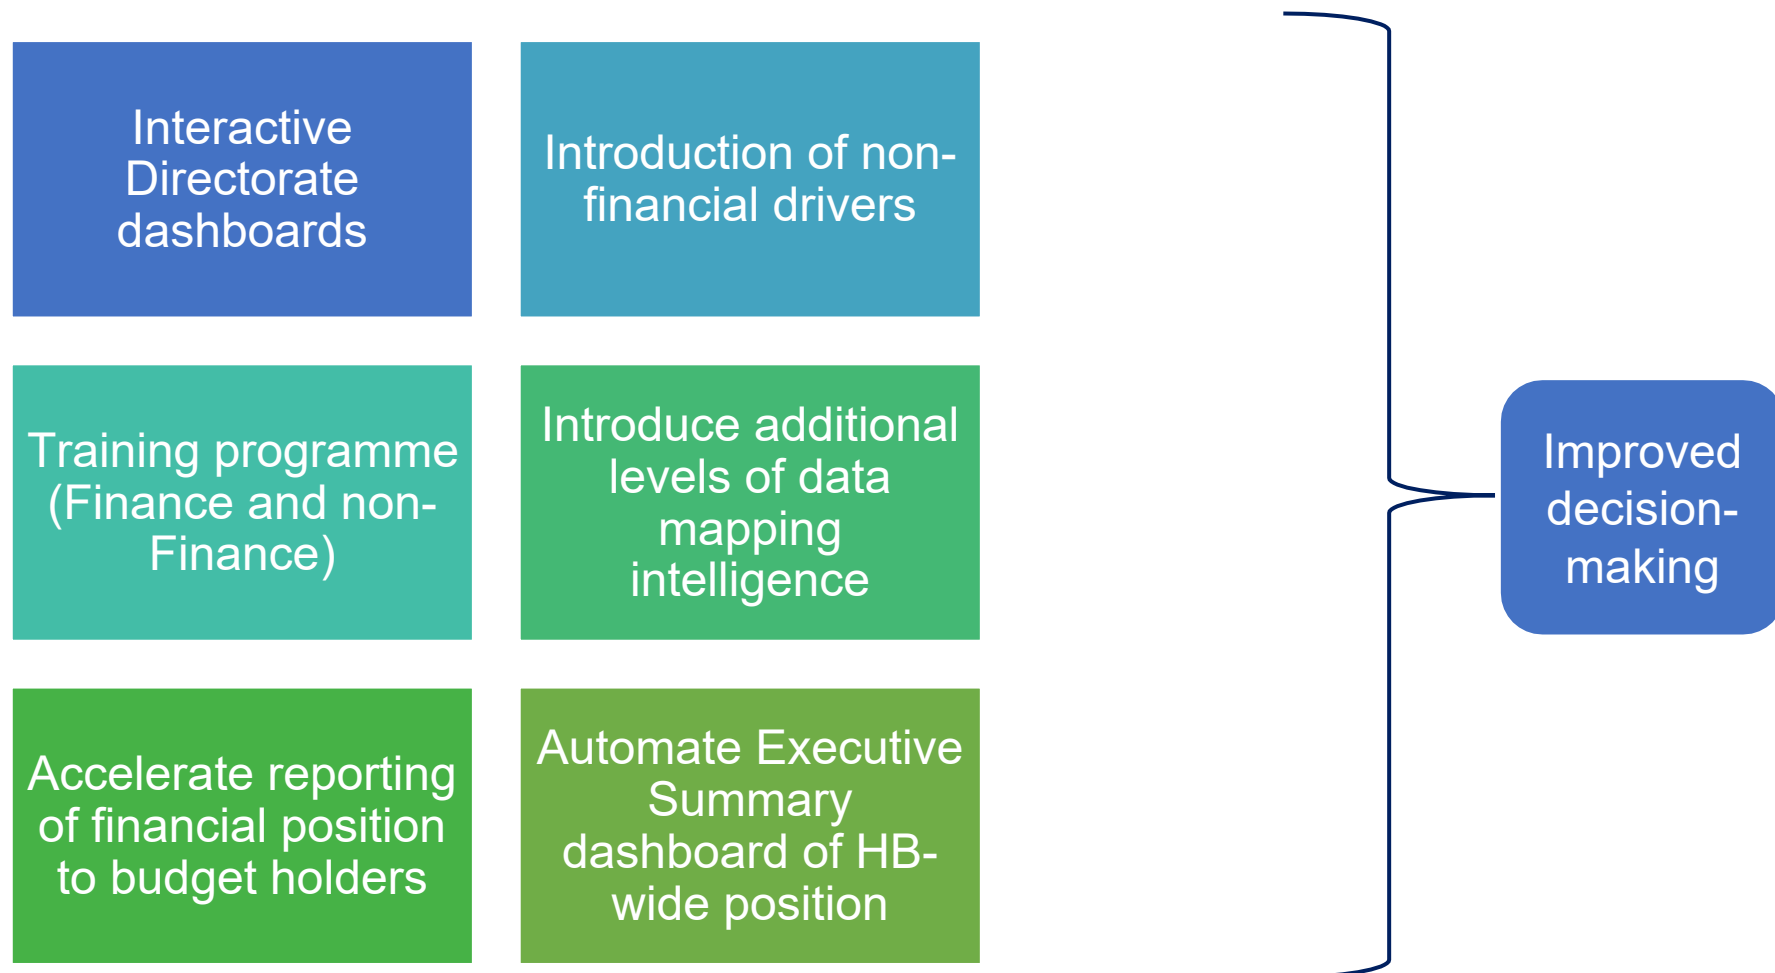 Interactive
Directorate
dashboards
Introduction of non-
financial drivers
Training programme
(Finance and non-
Finance)
Introduce additional
levels of data
mapping
intelligence
Accelerate reporting
of financial position
to budget holders
Automate Executive
Summary
dashboard of HB-
wide position
Improved
decision-
making